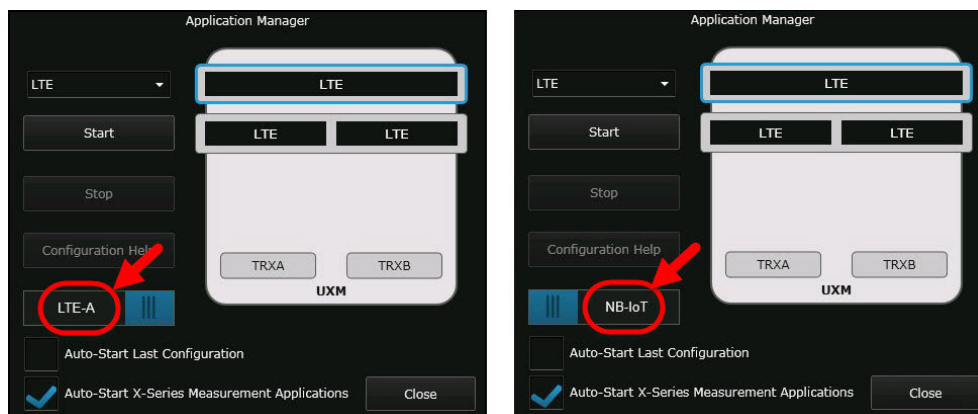 Application Manager
LTE
LTE
Start
LTE LTE
Stop
Configuration Help
TRXA TRXB
UXM
LTE-A
Auto-Start Last Configuration
Auto-Start X-Series Measurement Applications
Close
Application Manager
LTE
LTE
Start
LTE LTE
Stop
Configuration Help
TRXA TRXB
UXM
NB-IoT
Auto-Start Last Configuration
Auto-Start X-Series Measurement Applications
Close